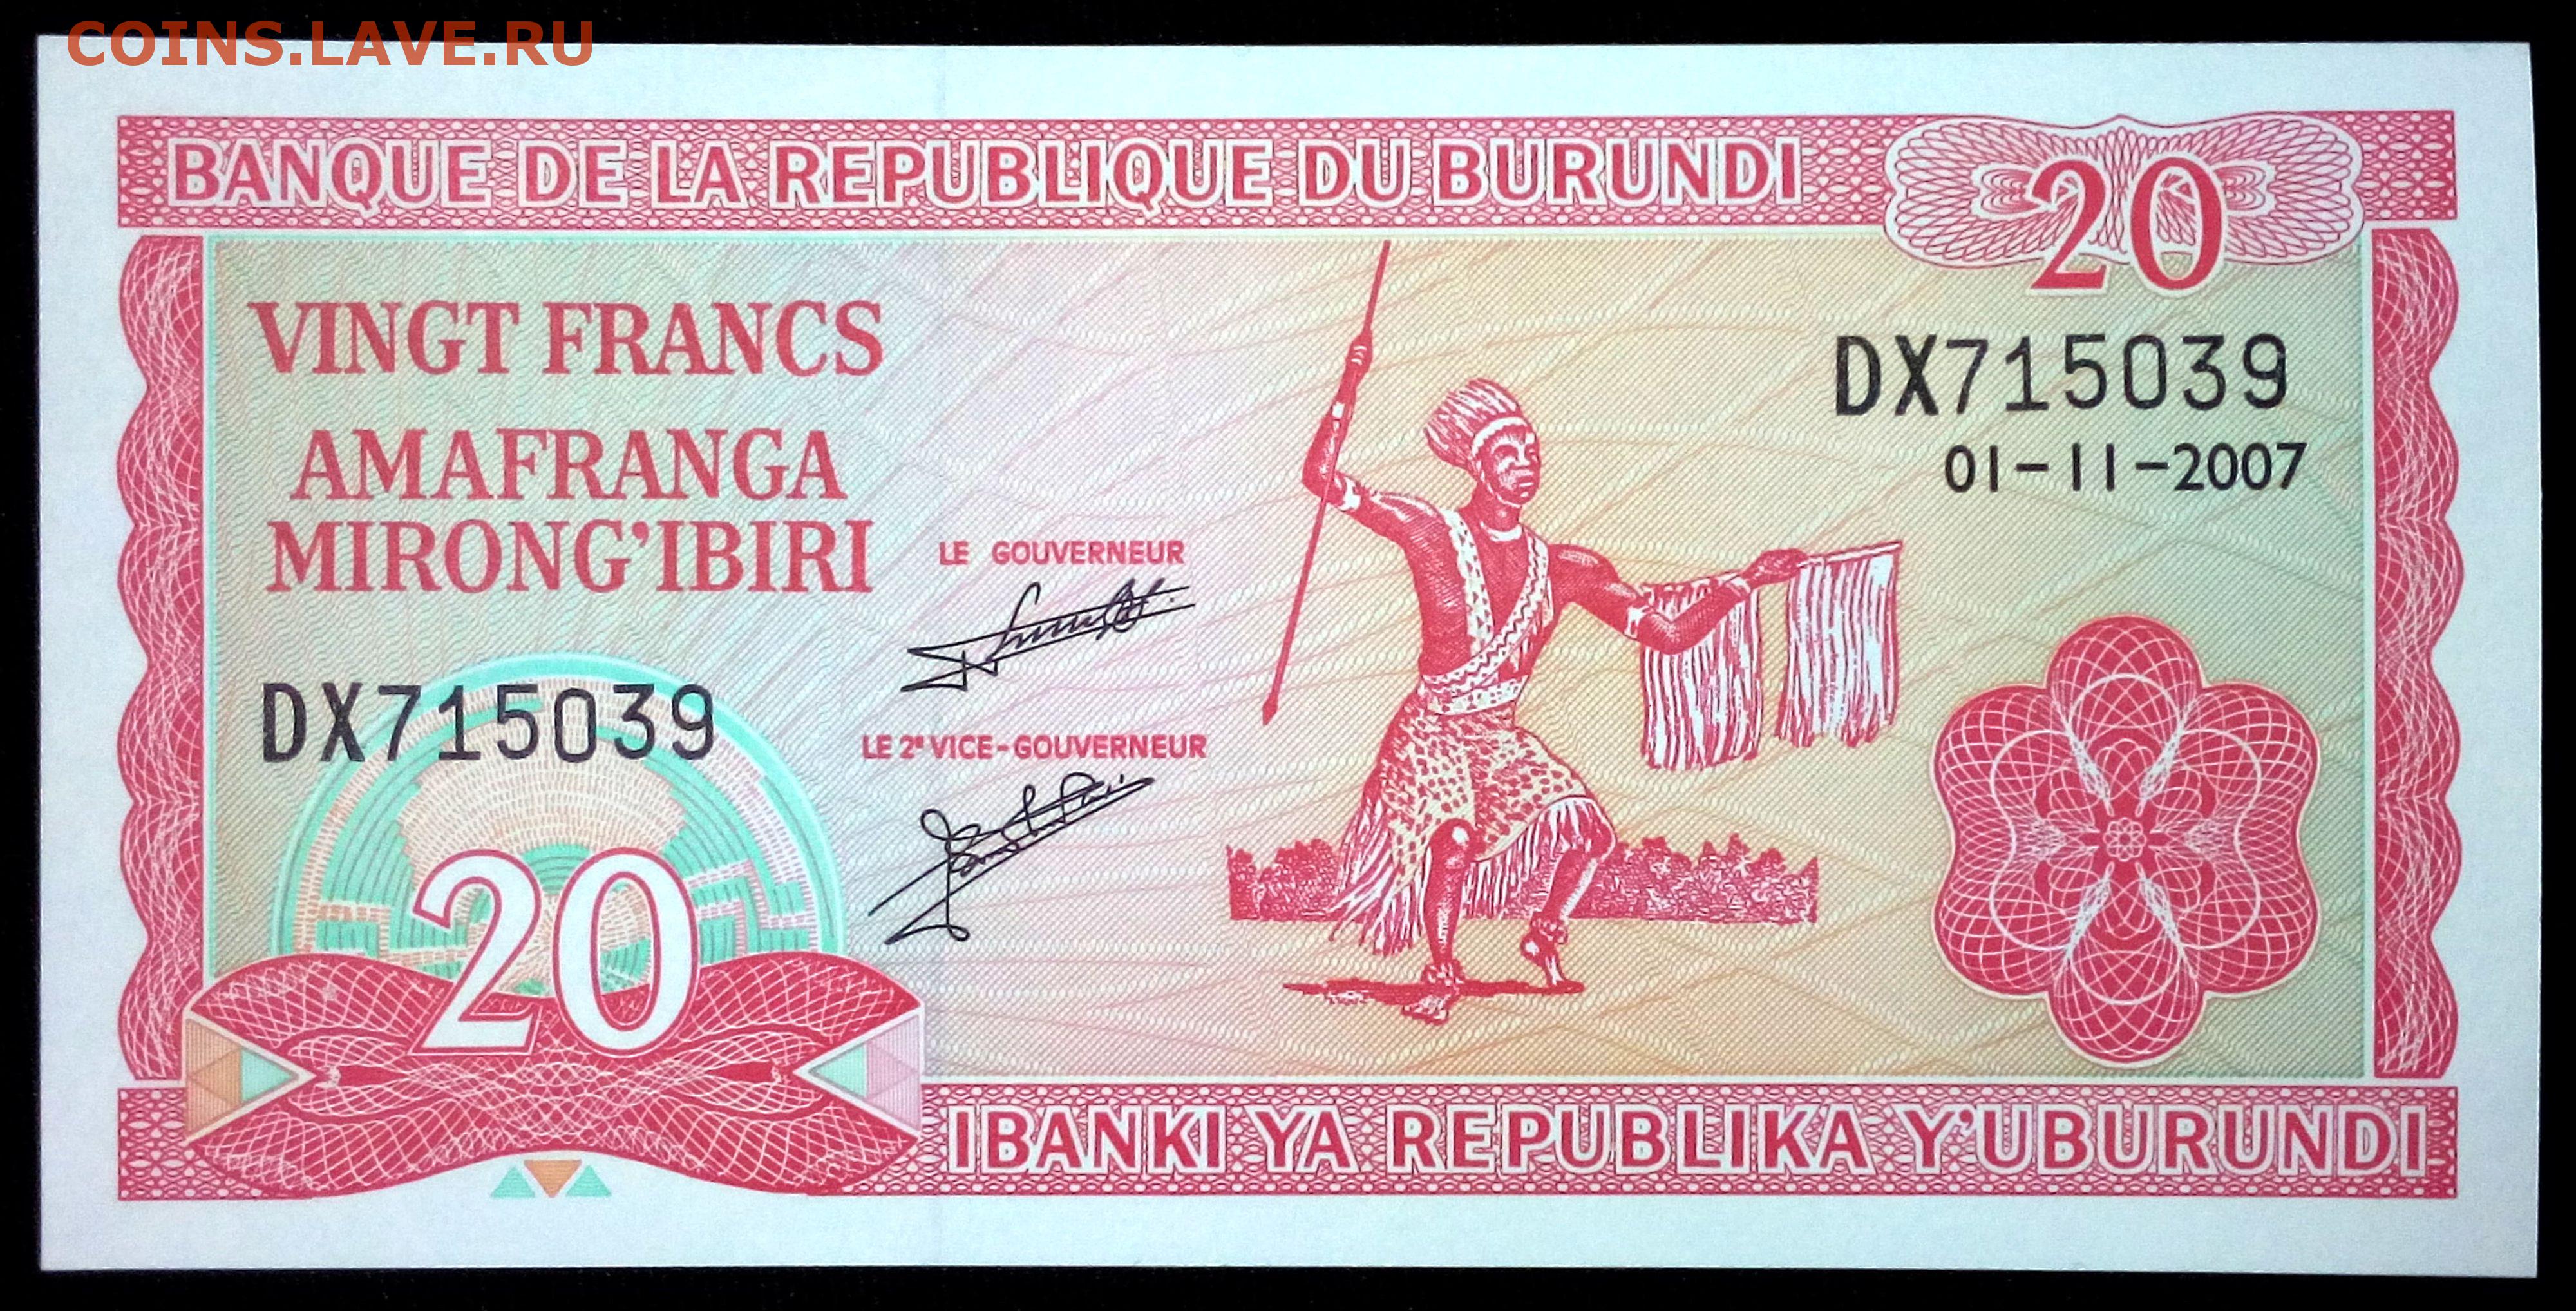 COINS.LAVE.RU
BANQUE DE LA REPUBLIQUE DU BURUNDI
20
VINGT FRANCS
DX715039
01-11-2007
AMAFRANGA
MIRONG'IBIRI
LE GOUVERNEUR
DX715039
LE 2e VICE-GOUVERNEUR
20
IBANKI YA REPUBLIKA Y'UBURUNDI